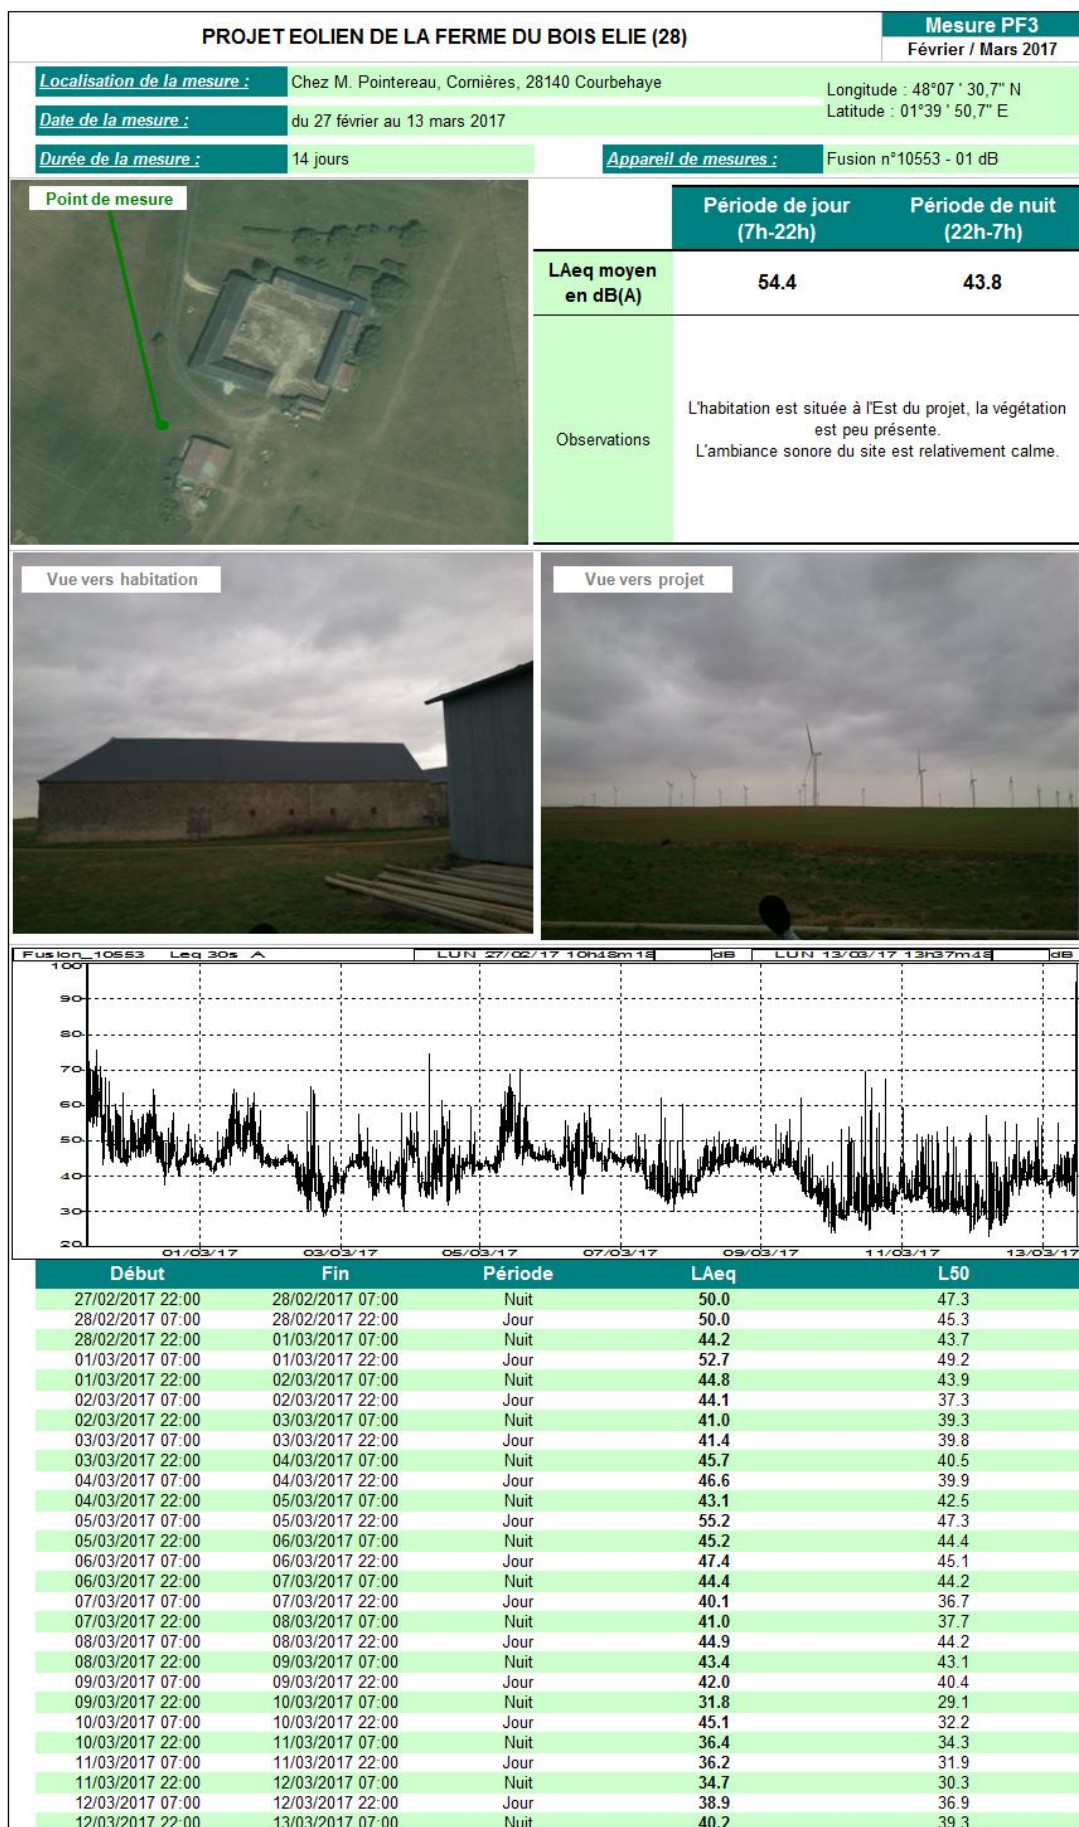 PROJET EOLIEN DE LA FERME DU BOIS ELIE (28)
Mesure PF3
Février / Mars 2017
Localisation de la mesure :
Chez M. Pointereau, Cornières, 28140 Courbehaye
Longitude : 48°07 ' 30,7" N
Latitude : 01°39 ' 50,7" E
Date de la mesure :
du 27 février au 13 mars 2017
Durée de la mesure :
14 jours
Appareil de mesures :
Fusion n°10553 - 01 dB
Point de mesure
Période de jour
(7h-22h)
Période de nuit
(22h-7h)
LAeq moyen
en dB(A)
54.4
43.8
Observations
L'habitation est située à l'Est du projet, la végétation
est peu présente.
L'ambiance sonore du site est relativement calme.
Vue vers habitation
Vue vers projet
Fusion_10553 Leq 30s A LUN 27/02/17 10h48m18 dB LUN 13/03/17 13h37m48 dB
100
90
80
70
60
50
40
30
20
01/03/17 03/03/17 05/03/17 07/03/17 09/03/17 11/03/17 13/03/17
Début Fin Période LAeq L50
27/02/2017 22:00 28/02/2017 07:00 Nuit 50.0 47.3
28/02/2017 07:00 28/02/2017 22:00 Jour 50.0 45.3
28/02/2017 22:00 01/03/2017 07:00 Nuit 44.2 43.7
01/03/2017 07:00 01/03/2017 22:00 Jour 52.7 49.2
01/03/2017 22:00 02/03/2017 07:00 Nuit 44.8 43.9
02/03/2017 07:00 02/03/2017 22:00 Jour 44.1 37.3
02/03/2017 22:00 03/03/2017 07:00 Nuit 41.0 39.3
03/03/2017 07:00 03/03/2017 22:00 Jour 41.4 39.8
03/03/2017 22:00 04/03/2017 07:00 Nuit 45.7 40.5
04/03/2017 07:00 04/03/2017 22:00 Jour 46.6 39.9
04/03/2017 22:00 05/03/2017 07:00 Nuit 43.1 42.5
05/03/2017 07:00 05/03/2017 22:00 Jour 55.2 47.3
05/03/2017 22:00 06/03/2017 07:00 Nuit 45.2 44.4
06/03/2017 07:00 06/03/2017 22:00 Jour 47.4 45.1
06/03/2017 22:00 07/03/2017 07:00 Nuit 44.4 44.2
07/03/2017 07:00 07/03/2017 22:00 Jour 40.1 36.7
07/03/2017 22:00 08/03/2017 07:00 Nuit 41.0 37.7
08/03/2017 07:00 08/03/2017 22:00 Jour 44.9 44.2
08/03/2017 22:00 09/03/2017 07:00 Nuit 43.4 43.1
09/03/2017 07:00 09/03/2017 22:00 Jour 42.0 40.4
09/03/2017 22:00 10/03/2017 07:00 Nuit 31.8 29.1
10/03/2017 07:00 10/03/2017 22:00 Jour 45.1 32.2
10/03/2017 22:00 11/03/2017 07:00 Nuit 36.4 34.3
11/03/2017 07:00 11/03/2017 22:00 Jour 36.2 31.9
11/03/2017 22:00 12/03/2017 07:00 Nuit 34.7 30.3
12/03/2017 07:00 12/03/2017 22:00 Jour 38.9 36.9
12/03/2017 22:00 13/03/2017 07:00 Nuit 40.2 39.3